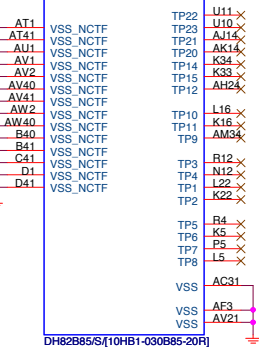 TP22 U11
AT1 VSS_NCTF TP23 U10
AT41 VSS_NCTF TP21 AJ14
AU1 VSS_NCTF TP20 AK14
AV1 VSS_NCTF TP14 K34
AV2 VSS_NCTF TP15 K33
AV40 VSS_NCTF TP12 AH24
AV41 VSS_NCTF
AW2 VSS_NCTF TP10 L16
AW40 VSS_NCTF TP11 K16
B40 VSS_NCTF TP9 AM34
B41 VSS_NCTF
C41 VSS_NCTF TP3 R12
D1 VSS_NCTF TP4 N12
D41 VSS_NCTF TP1 L22
TP2 K22
TP5 R4
TP6 K5
TP7 P5
TP8 L5
VSS AC31
VSS AF3
VSS AV21
DH82B85/S/[10HB1-030B85-20R]